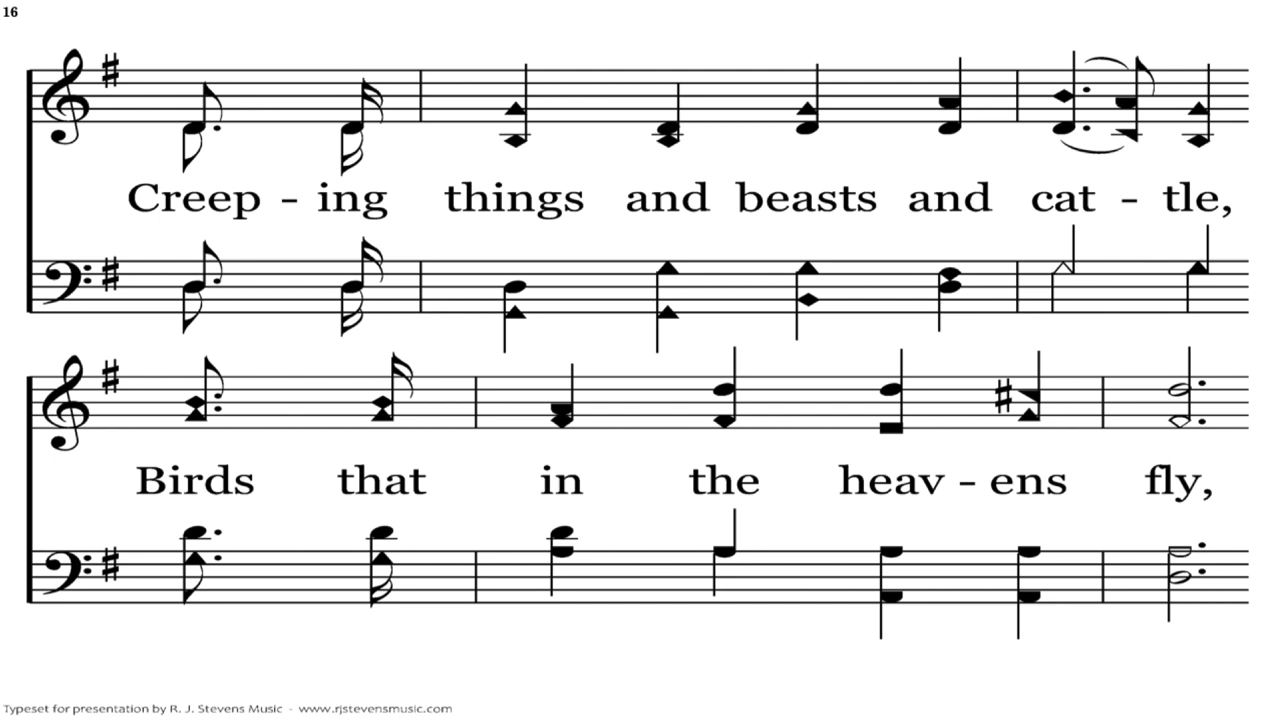 16
Creep - ing things and beasts and cat - tle,
Birds that in the heav - ens fly,
Typeset for presentation by R. J. Stevens Music - www.rjstevensmusic.com